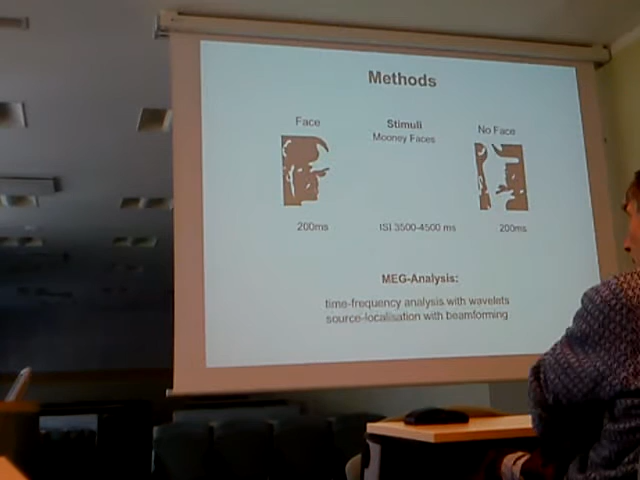 Methods
Face
Stimuli
No Face
Mooney Faces
200ms
ISI 3500-4500 ms
200ms
MEG-Analysis:
time-frequency analysis with wavelets
source-localisation with beamforming